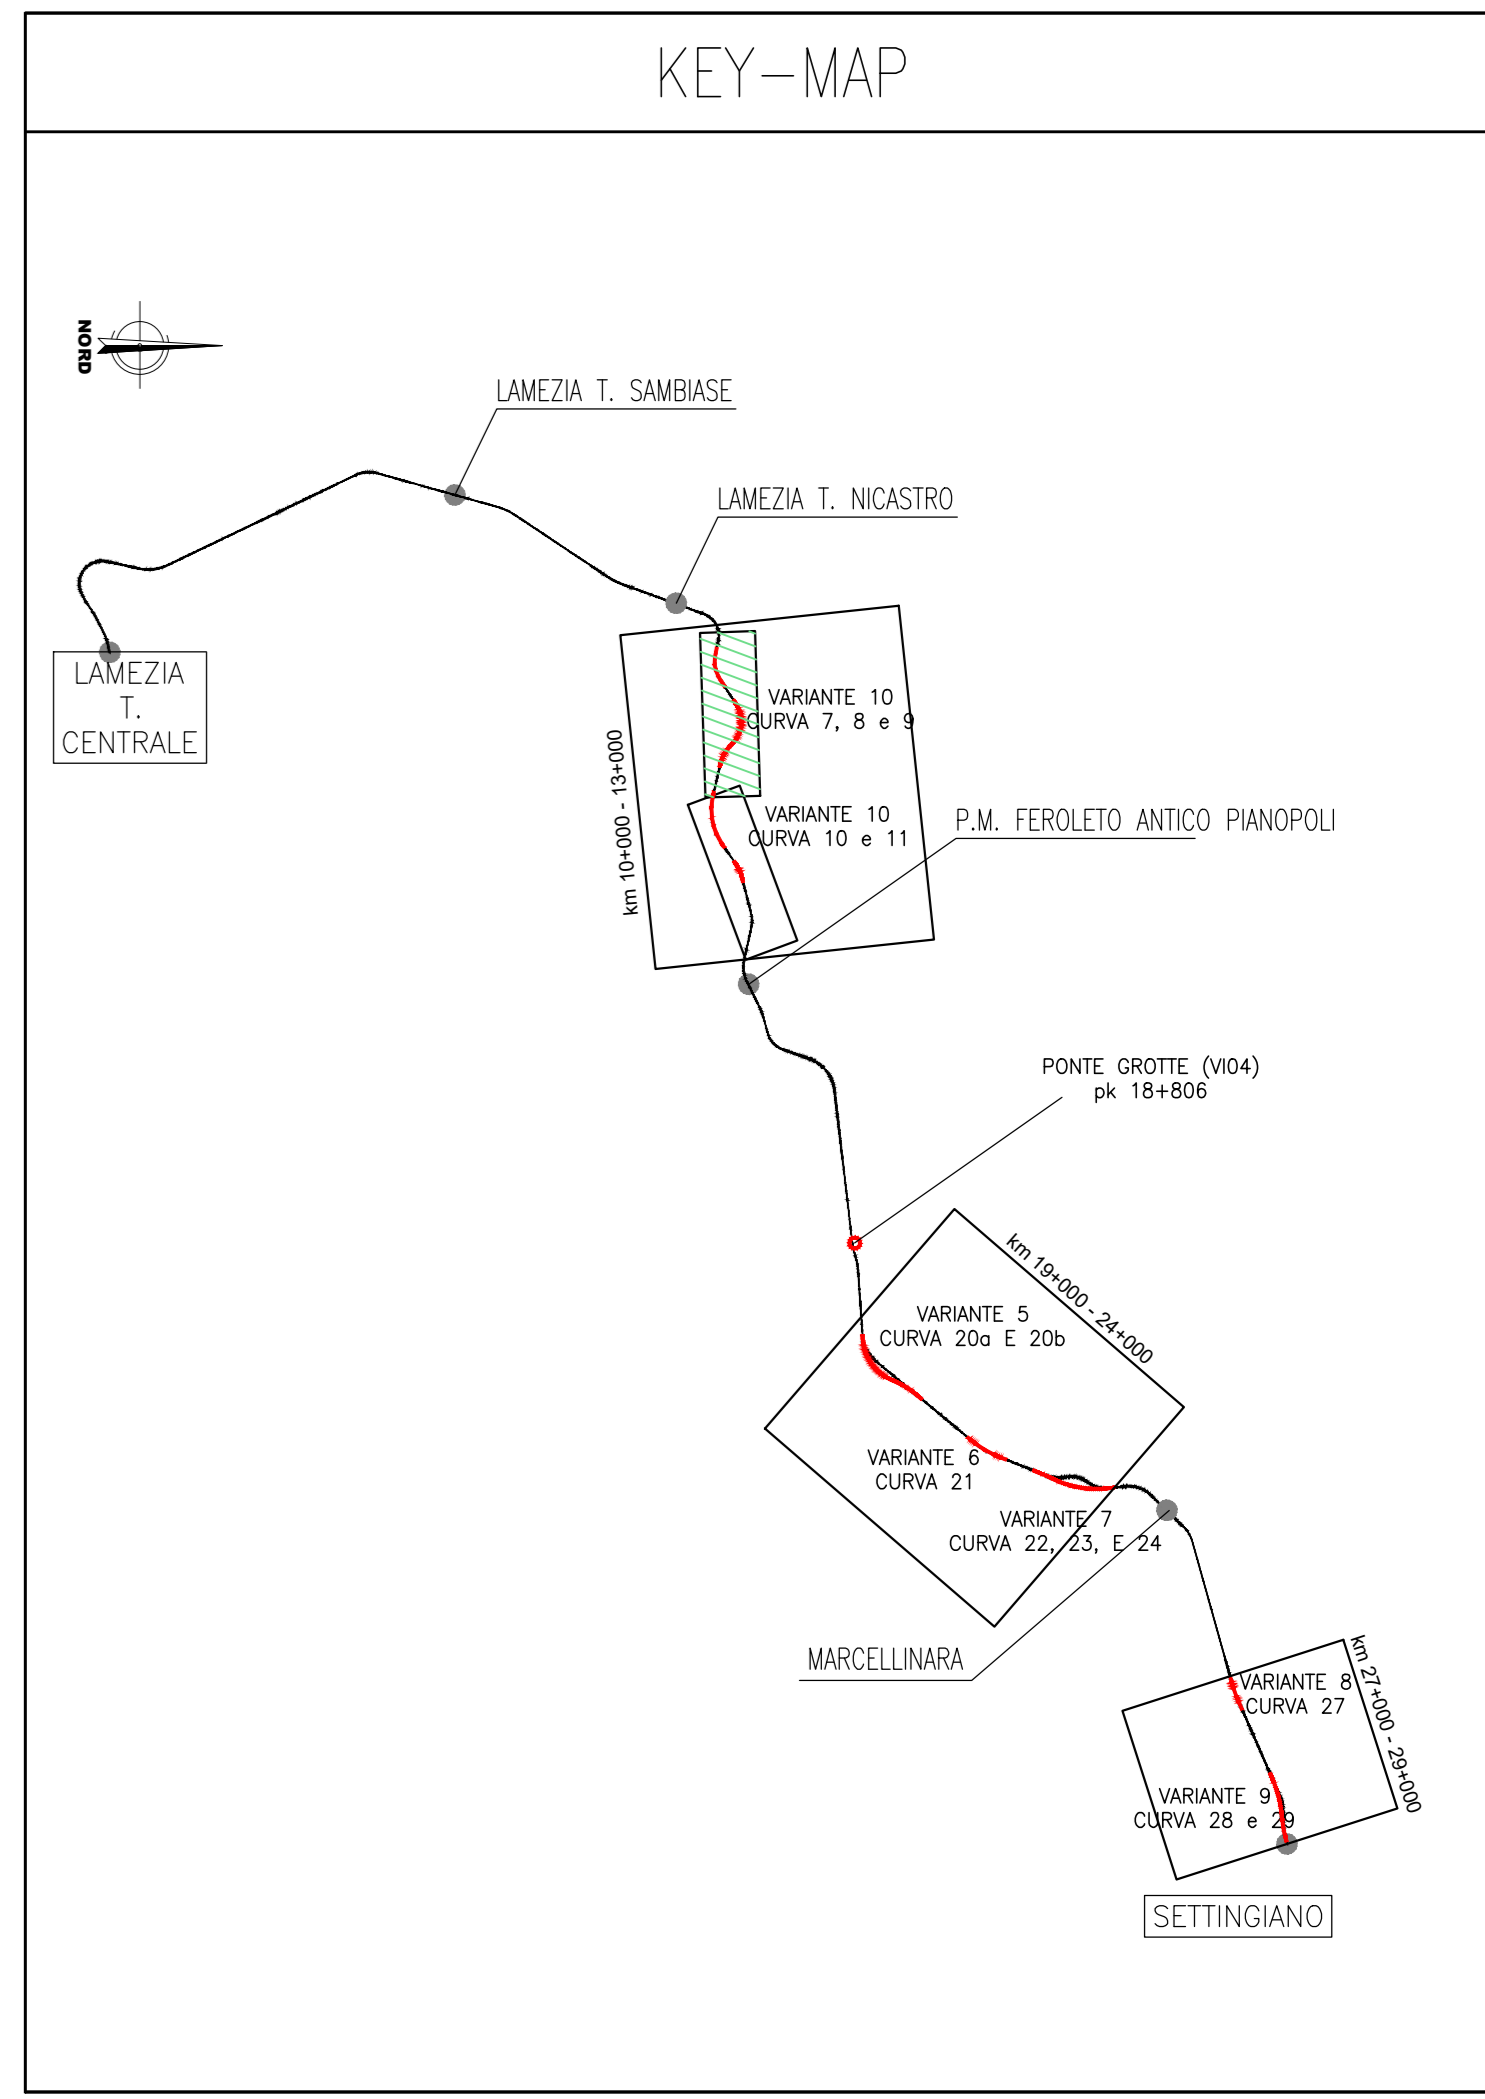 KEY-MAP
NORD
LAMEZIA T. SAMBIASE
LAMEZIA T. NICASTRO
LAMEZIA
T.
CENTRALE
km 10+000 - 13+000
VARIANTE 10
CURVA 7, 8 e 9
VARIANTE 10
CURVA 10 e 11
P.M. FEROLETO ANTICO PIANOPOLI
PONTE GROTTE (VI04)
pk 18+806
km 19+000 - 24+000
VARIANTE 5
CURVA 20a E 20b
VARIANTE 6
CURVA 21
VARIANTE 7
CURVA 22, 23, E 24
MARCELLINARA
km 27+000 - 29+000
VARIANTE 8
CURVA 27
VARIANTE 9
CURVA 28 e 29
SETTINGIANO